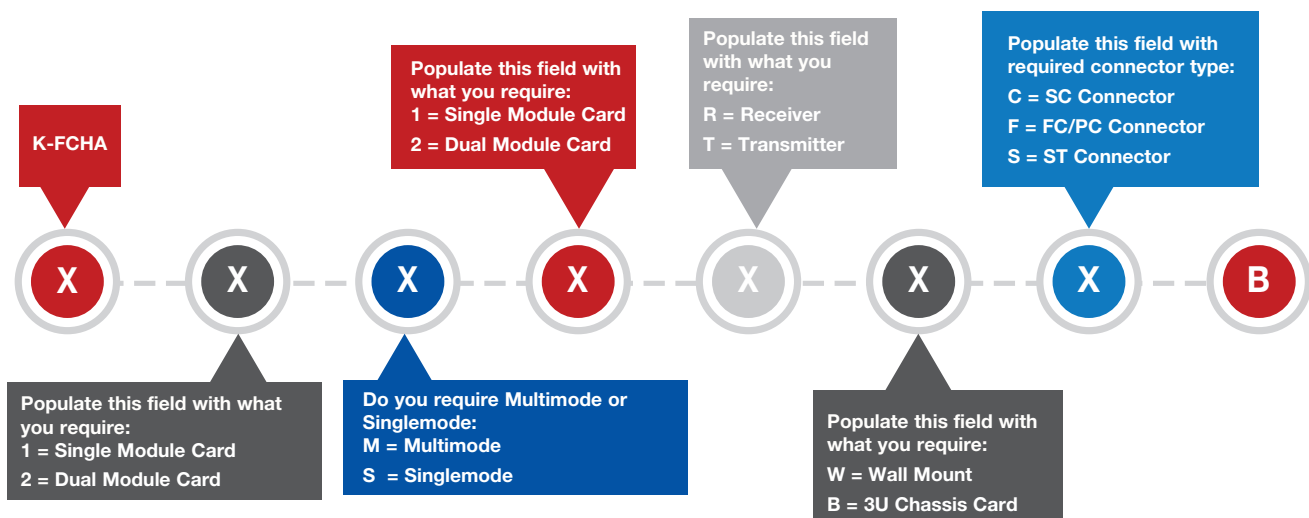 K-FCHA
Populate this field with
what you require:
1 = Single Module Card
2 = Dual Module Card
Populate this field
with what you
require:
R = Receiver
T = Transmitter
Populate this field with
required connector type:
C = SC Connector
F = FC/PC Connector
S = ST Connector
X X X X X X X B
Populate this field with what
you require:
1 = Single Module Card
2 = Dual Module Card
Do you require Multimode or
Singlemode:
M = Multimode
S = Singlemode
Populate this field with
what you require:
W = Wall Mount
B = 3U Chassis Card